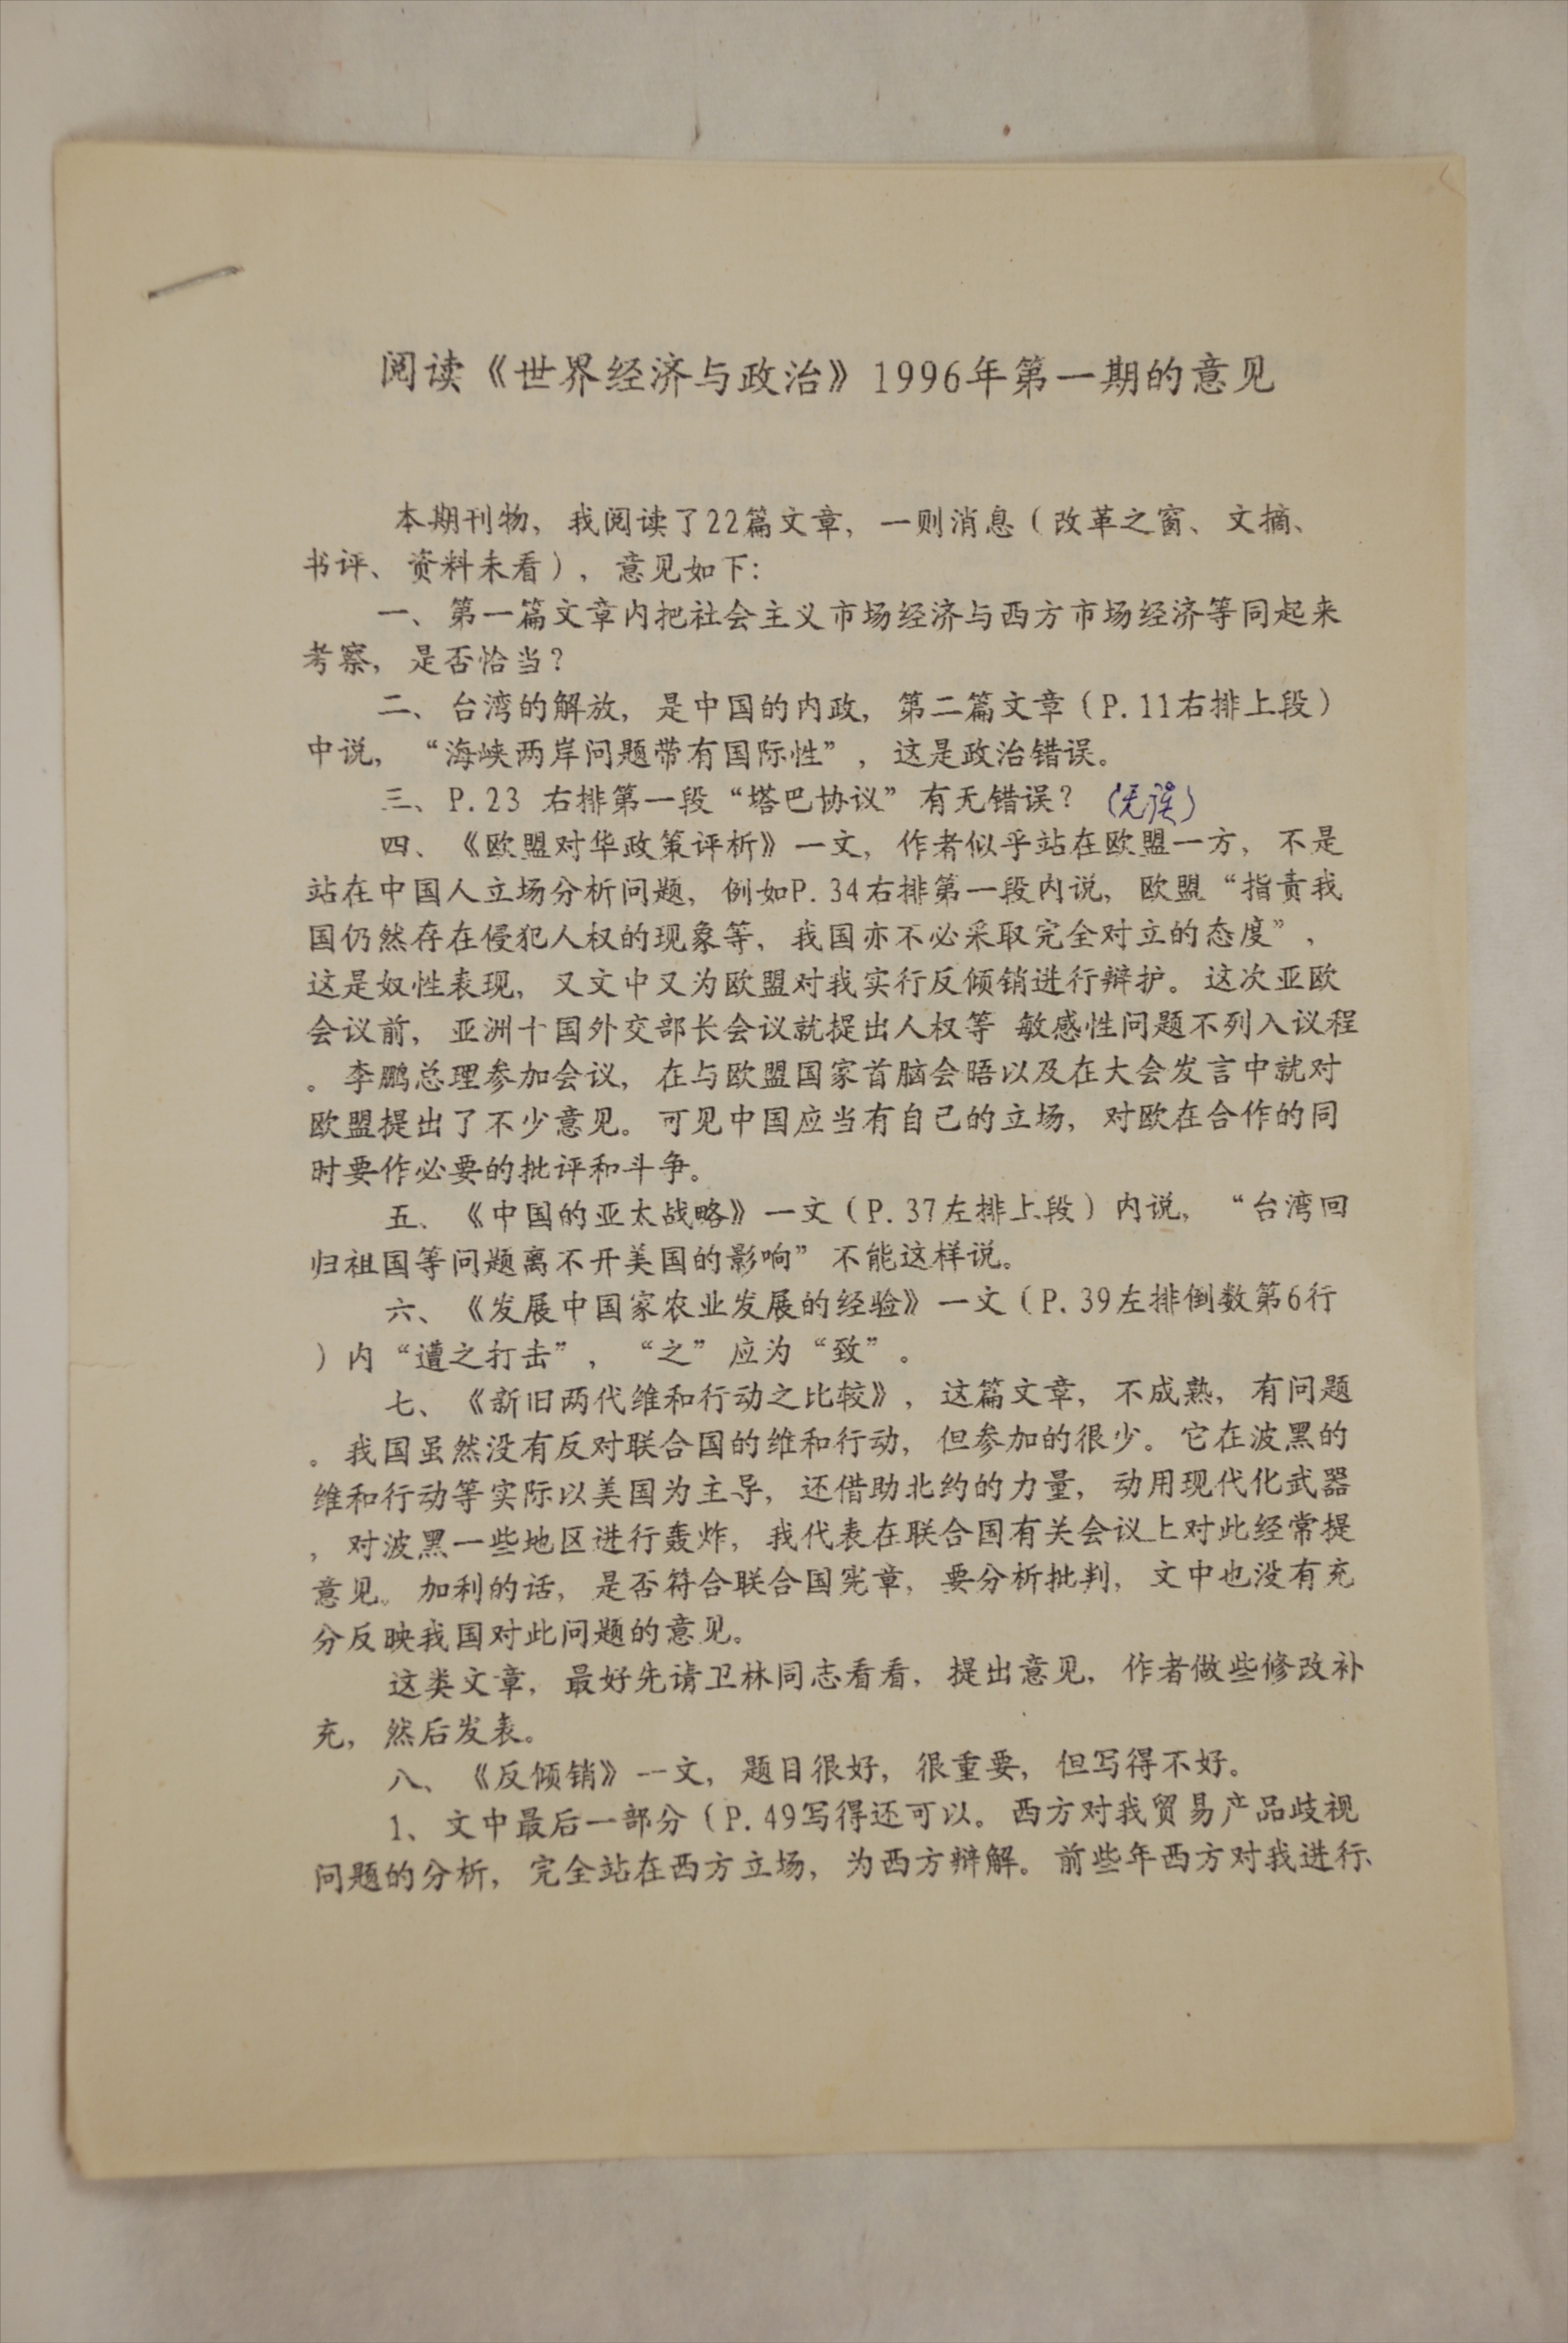 阅读《世界经济与政治》1996年第一期的意见
本期刊物，我阅读了22篇文章，一则消息（改革之窗、文摘、
书评、资料未看），意见如下：
一、第一篇文章内把社会主义市场经济与西方市场经济等同起来
考察，是否恰当？
二、台湾的解放，是中国的内政，第二篇文章（P.11右排上段）
中说，“海峡两岸问题带有国际性”，这是政治错误。
三、P.23 右排第一段“塔巴协议”有无错误？（无误）
四、《欧盟对华政策评析》一文，作者似乎站在欧盟一方，不是
站在中国人立场分析问题，例如P.34右排第一段内说，欧盟“指责我
国仍然存在侵犯人权的现象等，我国亦不必采取完全对立的态度”，
这是奴性表现，又文中又为欧盟对我实行反倾销进行辩护。这次亚欧
会议前，亚洲十国外交部长会议就提出人权等 敏感性问题不列入议程
。李鹏总理参加会议，在与欧盟国家首脑会晤以及在大会发言中就对
欧盟提出了不少意见。可见中国应当有自己的立场，对欧在合作的同
时要作必要的批评和斗争。
五、《中国的亚太战略》一文（P.37左排上段）内说，“台湾回
归祖国等问题离不开美国的影响”不能这样说。
六、《发展中国家农业发展的经验》一文（P.39左排倒数第6行
）内“遭之打击”，“之”应为“致”。
七、《新旧两代维和行动之比较》，这篇文章，不成熟，有问题
。我国虽然没有反对联合国的维和行动，但参加的很少。它在波黑的
维和行动等实际以美国为主导，还借助北约的力量，动用现代化武器
，对波黑一些地区进行轰炸，我代表在联合国有关会议上对此经常提
意见。加利的话，是否符合联合国宪章，要分析批判，文中也没有充
分反映我国对此问题的意见。
这类文章，最好先请卫林同志看看，提出意见，作者做些修改补
充，然后发表。
八、《反倾销》一文，题目很好，很重要，但写得不好。
1、文中最后一部分（P.49写得还可以。西方对我贸易产品歧视
问题的分析，完全站在西方立场，为西方辩解。前些年西方对我进行、